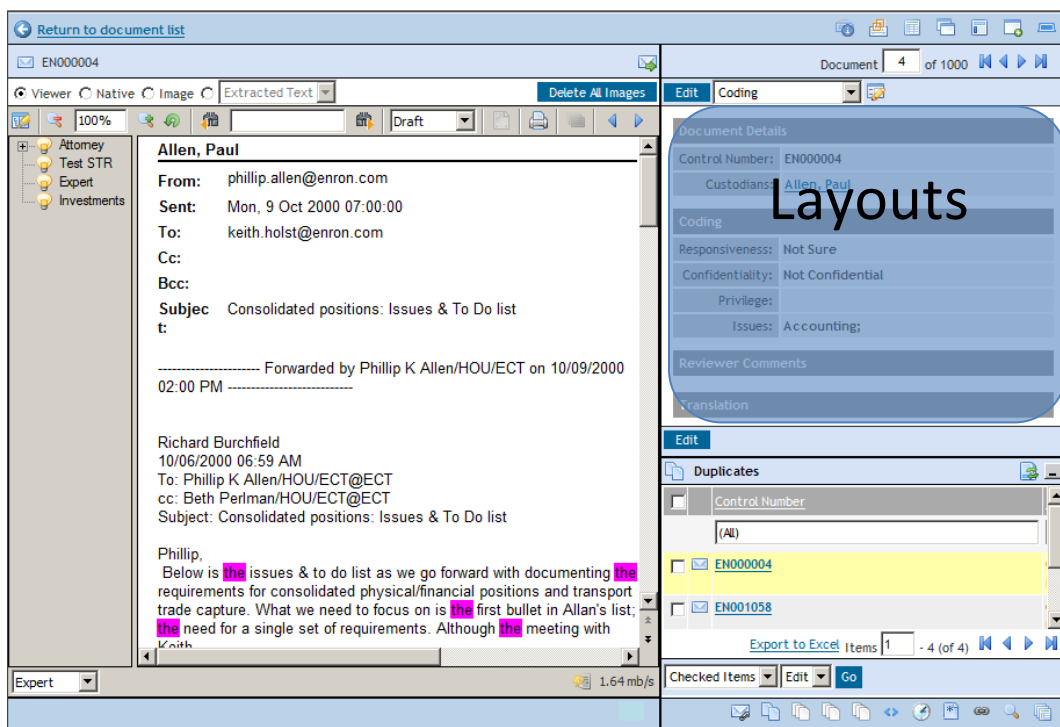 Return to document list
EN000004
Document 4 of 1000
Viewer Native Image Extracted Text Delete All Images
Edit Coding
100% Draft
Attorney
Test STR
Expert
Investments
Allen, Paul
From: phillip.allen@enron.com
Sent: Mon, 9 Oct 2000 07:00:00
To: keith.holst@enron.com
Cc:
Bcc:
Subjec Consolidated positions: Issues & To Do list
t:
---------------------- Forwarded by Phillip K Allen/HOU/ECT on 10/09/2000
02:00 PM ---------------------------
Richard Burchfield
10/06/2000 06:59 AM
To: Phillip K Allen/HOU/ECT@ECT
cc: Beth Perlman/HOU/ECT@ECT
Subject: Consolidated positions: Issues & To Do list
Phillip,
Below is the issues & to do list as we go forward with documenting the
requirements for consolidated physical/financial positions and transport
trade capture. What we need to focus on is the first bullet in Allan's list;
the need for a single set of requirements. Although the meeting with
Keith
Expert
1.64 mb/s
Document Details
Control Number: EN000004
Custodians: Allen, Paul
Layouts
Coding
Responsiveness: Not Sure
Confidentiality: Not Confidential
Privilege:
Issues: Accounting;
Reviewer Comments
Translation
Edit
Duplicates
Control Number
(All)
EN000004
EN001058
Export to Excel Items 1 - 4 (of 4)
Checked Items Edit Go